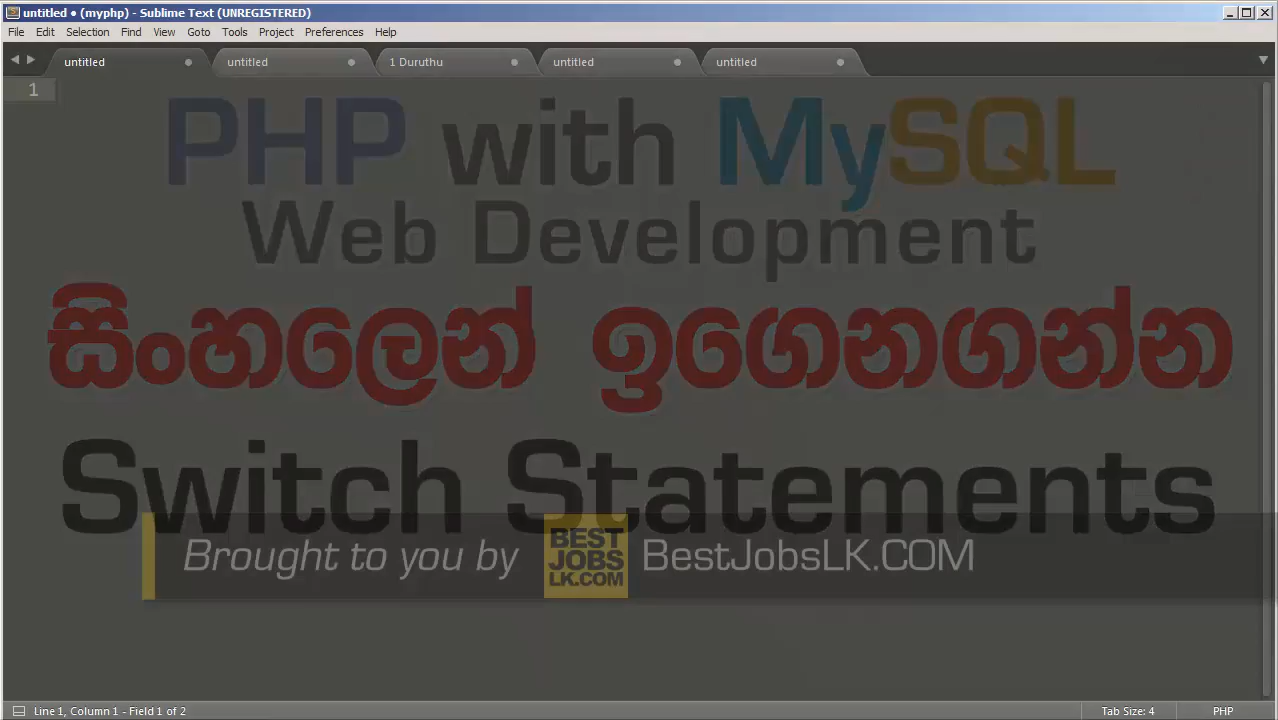 untitled • (myphp) - Sublime Text (UNREGISTERED)
File Edit Selection Find View Goto Tools Project Preferences Help
untitled untitled 1 Duruthu untitled untitled
1
PHP with MySQL
Web Development
සිංහලෙන් ඉගෙනගන්න
Switch Statements
Brought to you by BEST JOBS LK.COM BestJobsLK.COM
Line 1, Column 1 - Field 1 of 2 Tab Size: 4 PHP